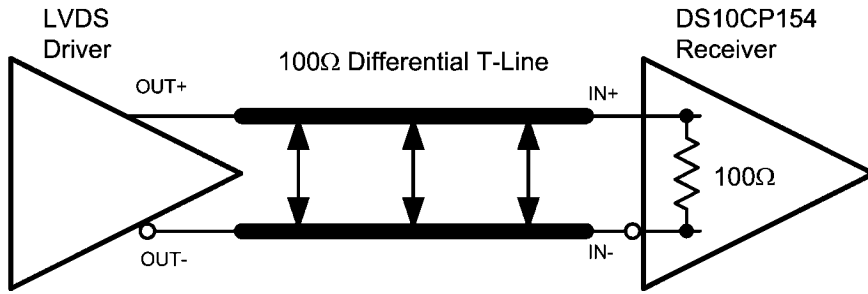 LVDS
Driver
DS10CP154
Receiver
100Ω Differential T-Line
OUT+
IN+
100Ω
OUT-
IN-